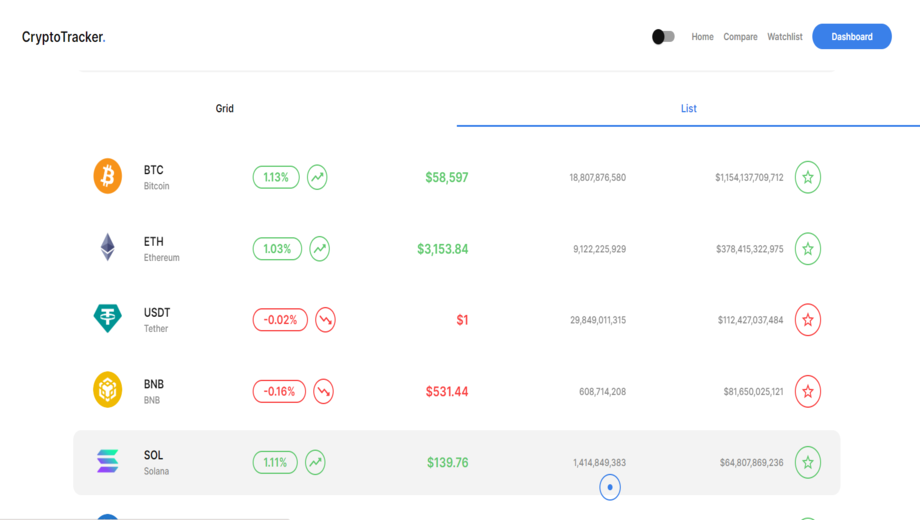 CryptoTracker.
Home Compare Watchlist Dashboard
Grid List
BTC
Bitcoin
1.13% $58,597 18,807,876,580 $1,154,137,709,712
ETH
Ethereum
1.03% $3,153.84 9,122,225,929 $378,415,322,975
USDT
Tether
-0.02% $1 29,849,011,315 $112,427,037,484
BNB
BNB
-0.16% $531.44 608,714,208 $81,650,025,121
SOL
Solana
1.11% $139.76 1,414,849,383 $64,807,869,236